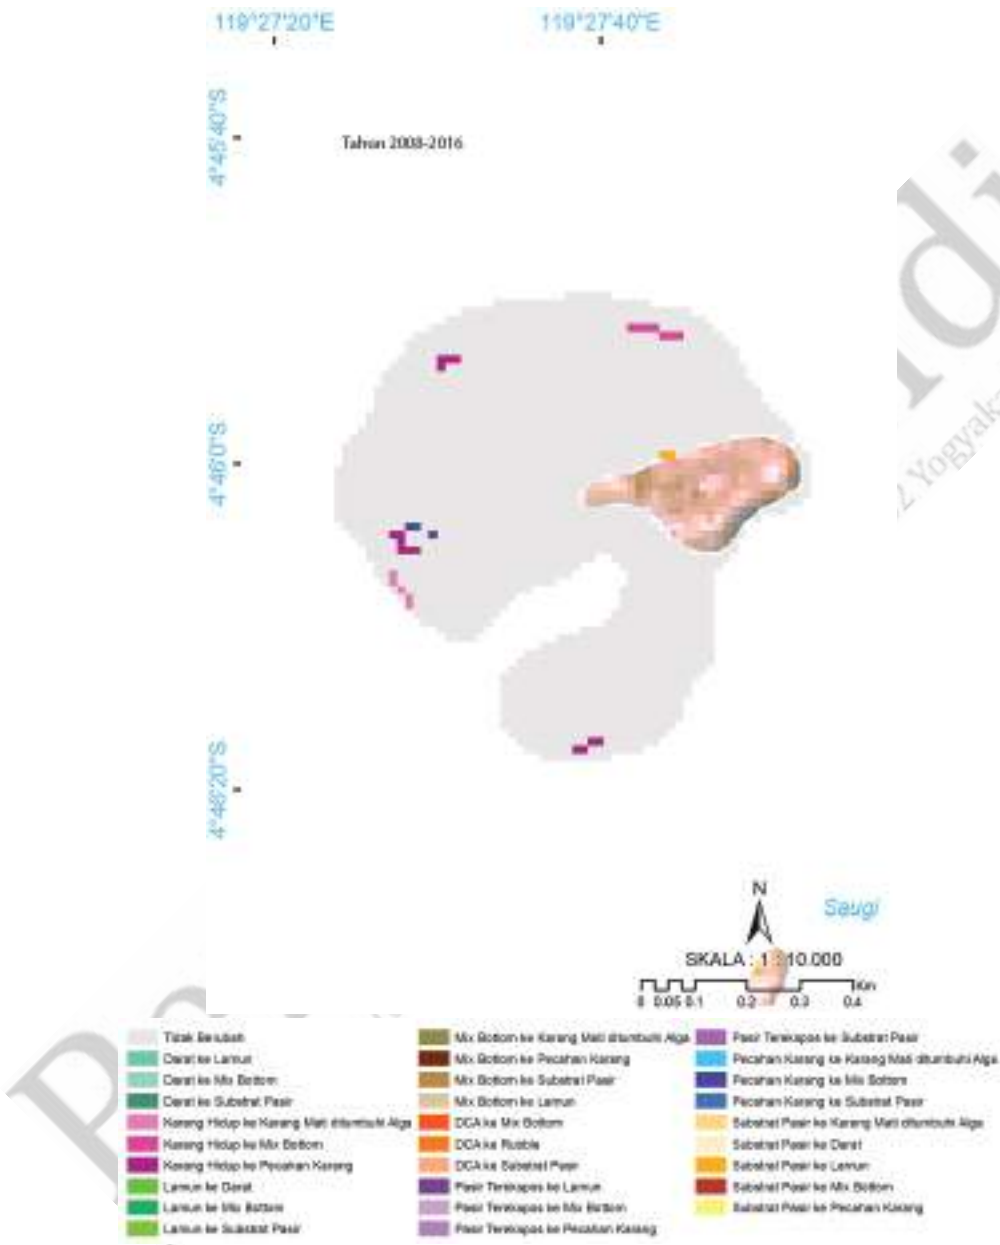 119°27'20"E
119°27'40"E
4°45'40"S
Tahun 2008-2016
4°46'0"S
4°46'20"S
2 Yogyak
N
Saugi
SKALA : 1 : 10.000
0 0.05 0.1 0.2 0.3 0.4 Km
Tidak Berubah
Darat ke Lamun
Darat ke Mix Bottom
Darat ke Substrat Pasir
Karang Hidup ke Karang Mati ditumbuhi Alga
Karang Hidup ke Mix Bottom
Karang Hidup ke Pecahan Karang
Lamun ke Darat
Lamun ke Mix Bottom
Lamun ke Substrat Pasir
Mix Bottom ke Karang Mati ditumbuhi Alga
Mix Bottom ke Pecahan Karang
Mix Bottom ke Substrat Pasir
Mix Bottom ke Lamun
DCA ke Mix Bottom
DCA ke Rubble
DCA ke Substrat Pasir
Pasir Terekspos ke Lamun
Pasir Terekspos ke Mix Bottom
Pasir Terekspos ke Pecahan Karang
Pasir Terekspos ke Substrat Pasir
Pecahan Karang ke Karang Mati ditumbuhi Alga
Pecahan Karang ke Mix Bottom
Pecahan Karang ke Substrat Pasir
Substrat Pasir ke Karang Mati ditumbuhi Alga
Substrat Pasir ke Darat
Substrat Pasir ke Lamun
Substrat Pasir ke Mix Bottom
Substrat Pasir ke Pecahan Karang